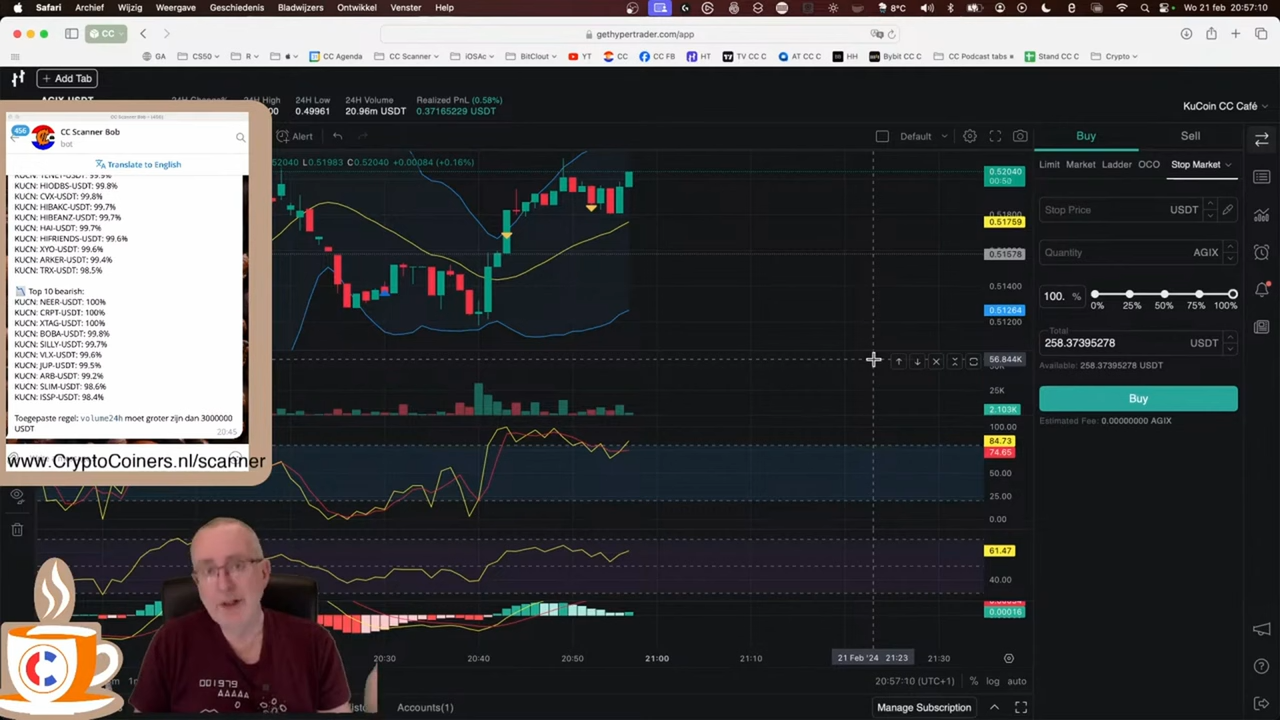 Safari Archief Wijzig Weergave Geschiedenis Bladwijzers Ontwikkel Venster Help
8°C Wo 21 feb 20:57:10
CC
gethypertrader.com/app
GA CS50 R CC Agenda CC Scanner iOSAc BitClout YT CC CC FB HT TV CC C AT CC C HH Bybit CC C CC Podcast tabs Stand CC C Crypto
+ Add Tab
24H High 24H Low 24H Volume Realized PnL (0.58%)
0.49961 20.96m USDT 0.37165229 USDT
KuCoin CC Café
Alert
Default
52040 L 0.51983 C 0.52040 +0.00084 (+0.16%)
456
CC Scanner Bob
bot
Translate to English
KUCN: HIODBS-USDT: 99.8%
KUCN: CVX-USDT: 99.8%
KUCN: HIBAKC-USDT: 99.7%
KUCN: HIBEANZ-USDT: 99.7%
KUCN: HAI-USDT: 99.7%
KUCN: HIFRIENDS-USDT: 99.6%
KUCN: XYO-USDT: 99.6%
KUCN: ARKER-USDT: 99.4%
KUCN: TRX-USDT: 98.5%
Top 10 bearish:
KUCN: NEER-USDT: 100%
KUCN: CRPT-USDT: 100%
KUCN: XTAG-USDT: 100%
KUCN: BOBA-USDT: 99.8%
KUCN: SILLY-USDT: 99.7%
KUCN: VLX-USDT: 99.6%
KUCN: JUP-USDT: 99.5%
KUCN: ARB-USDT: 99.2%
KUCN: SLIM-USDT: 98.6%
KUCN: ISSP-USDT: 98.4%
Toegepaste regel: volume24h moet groter zijn dan 3000000
USDT
20:45
www.CryptoCoiners.nl/scanner
0.52040
00:50
0.51759
0.51578
0.51400
0.51264
0.51200
56.844K
25K
2.103K
100.00
84.73
74.65
50.00
25.00
0.00
61.47
40.00
0.00016
20:30 20:40 20:50 21:00 21:10 21 Feb '24 21:23 21:30
20:57:10 (UTC+1) % log auto
Accounts(1)
Manage Subscription
Buy Sell
Limit Market Ladder OCO Stop Market
Stop Price USDT
Quantity AGIX
100. %
0% 25% 50% 75% 100%
Total
258.37395278 USDT
Available: 258.37395278 USDT
Buy
Estimated Fee: 0.00000000 AGIX
001979